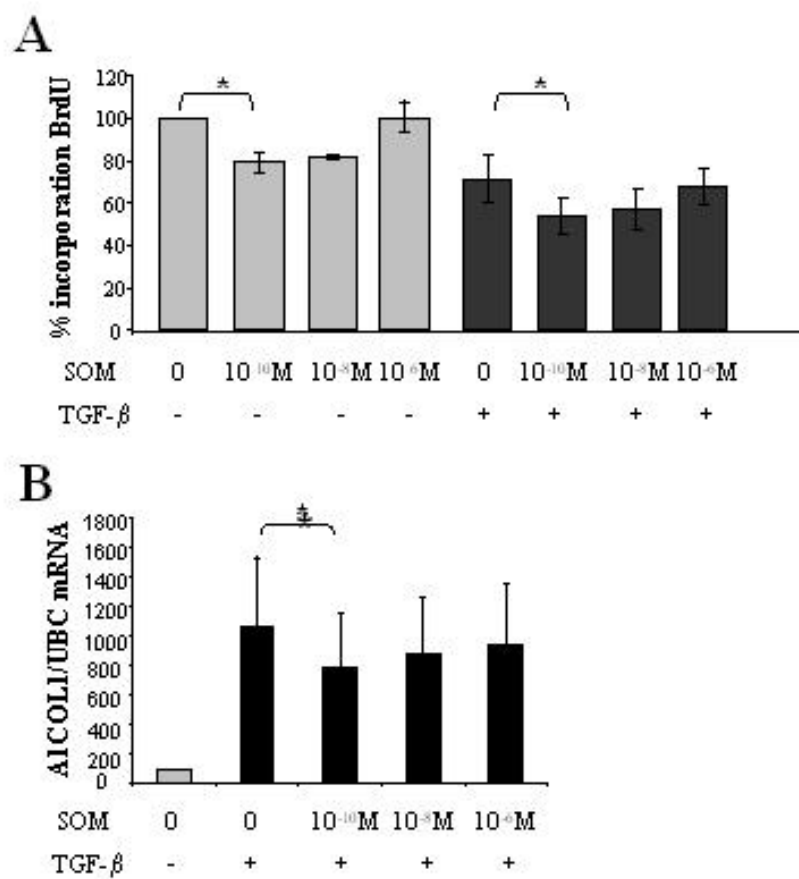 A
% incorporation BrdU
120
100
80
60
40
20
0
*
*
SOM 0 10⁻¹⁰M 10⁻⁸M 10⁻⁶M 0 10⁻¹⁰M 10⁻⁸M 10⁻⁶M
TGF-β - - - - + + + +
B
A1COL1/UBC mRNA
1800
1600
1400
1200
1000
800
600
400
200
0
SOM 0 0 10⁻¹⁰M 10⁻⁸M 10⁻⁶M
TGF-β - + + + +